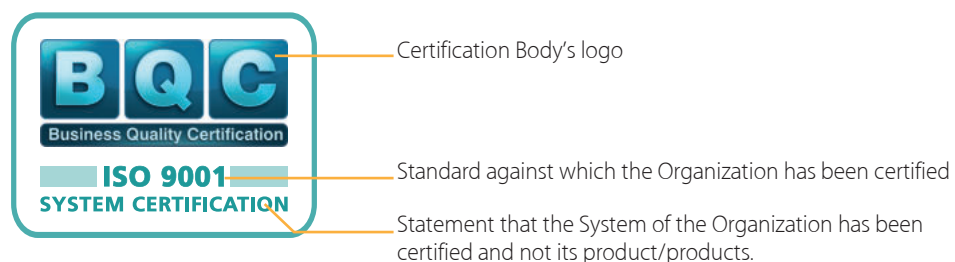 BQC
Certification Body's logo
Business Quality Certification
ISO 9001
Standard against which the Organization has been certified
SYSTEM CERTIFICATION
Statement that the System of the Organization has been
certified and not its product/products.